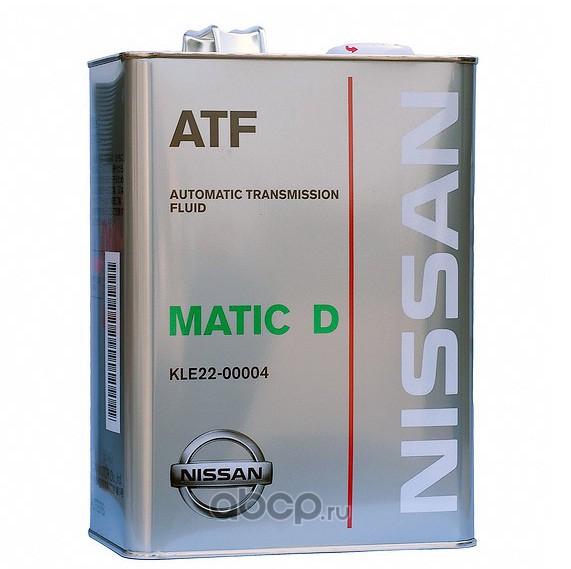 ATF
AUTOMATIC TRANSMISSION
FLUID
MATIC D
KLE22-00004
NISSAN
NISSAN
abcp.ru